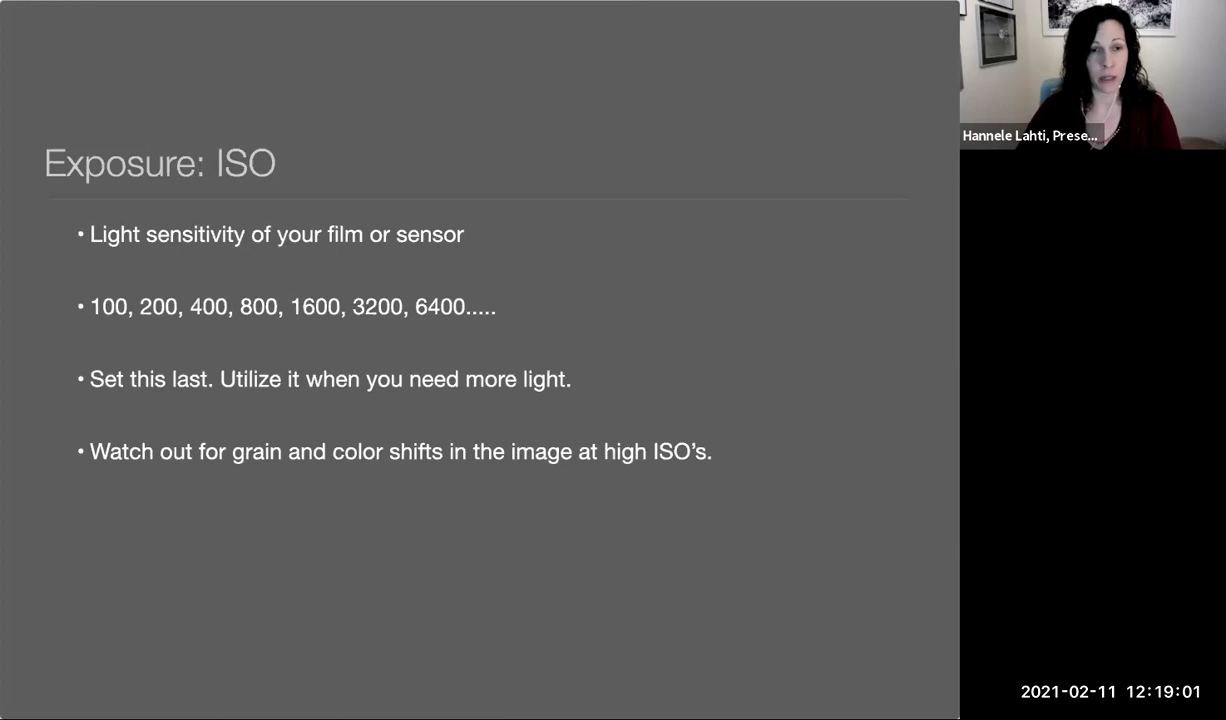 Exposure: ISO
• Light sensitivity of your film or sensor
• 100, 200, 400, 800, 1600, 3200, 6400.....
• Set this last. Utilize it when you need more light.
• Watch out for grain and color shifts in the image at high ISO’s.
Hannele Lahti, Prese...
2021-02-11 12:19:01